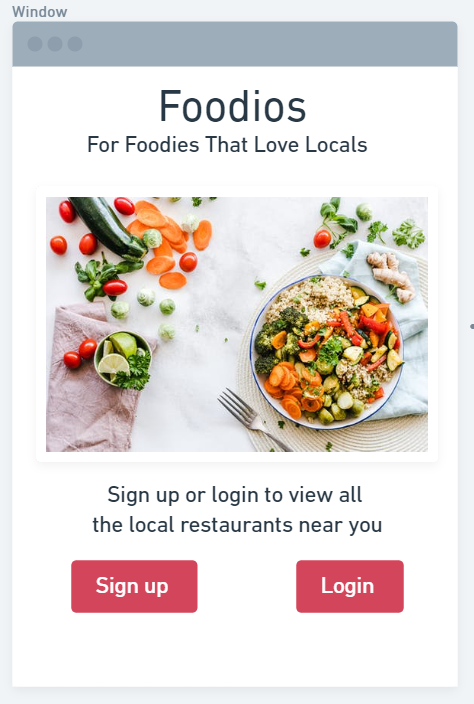 Window
Foodios
For Foodies That Love Locals
Sign up or login to view all
the local restaurants near you
Sign up
Login